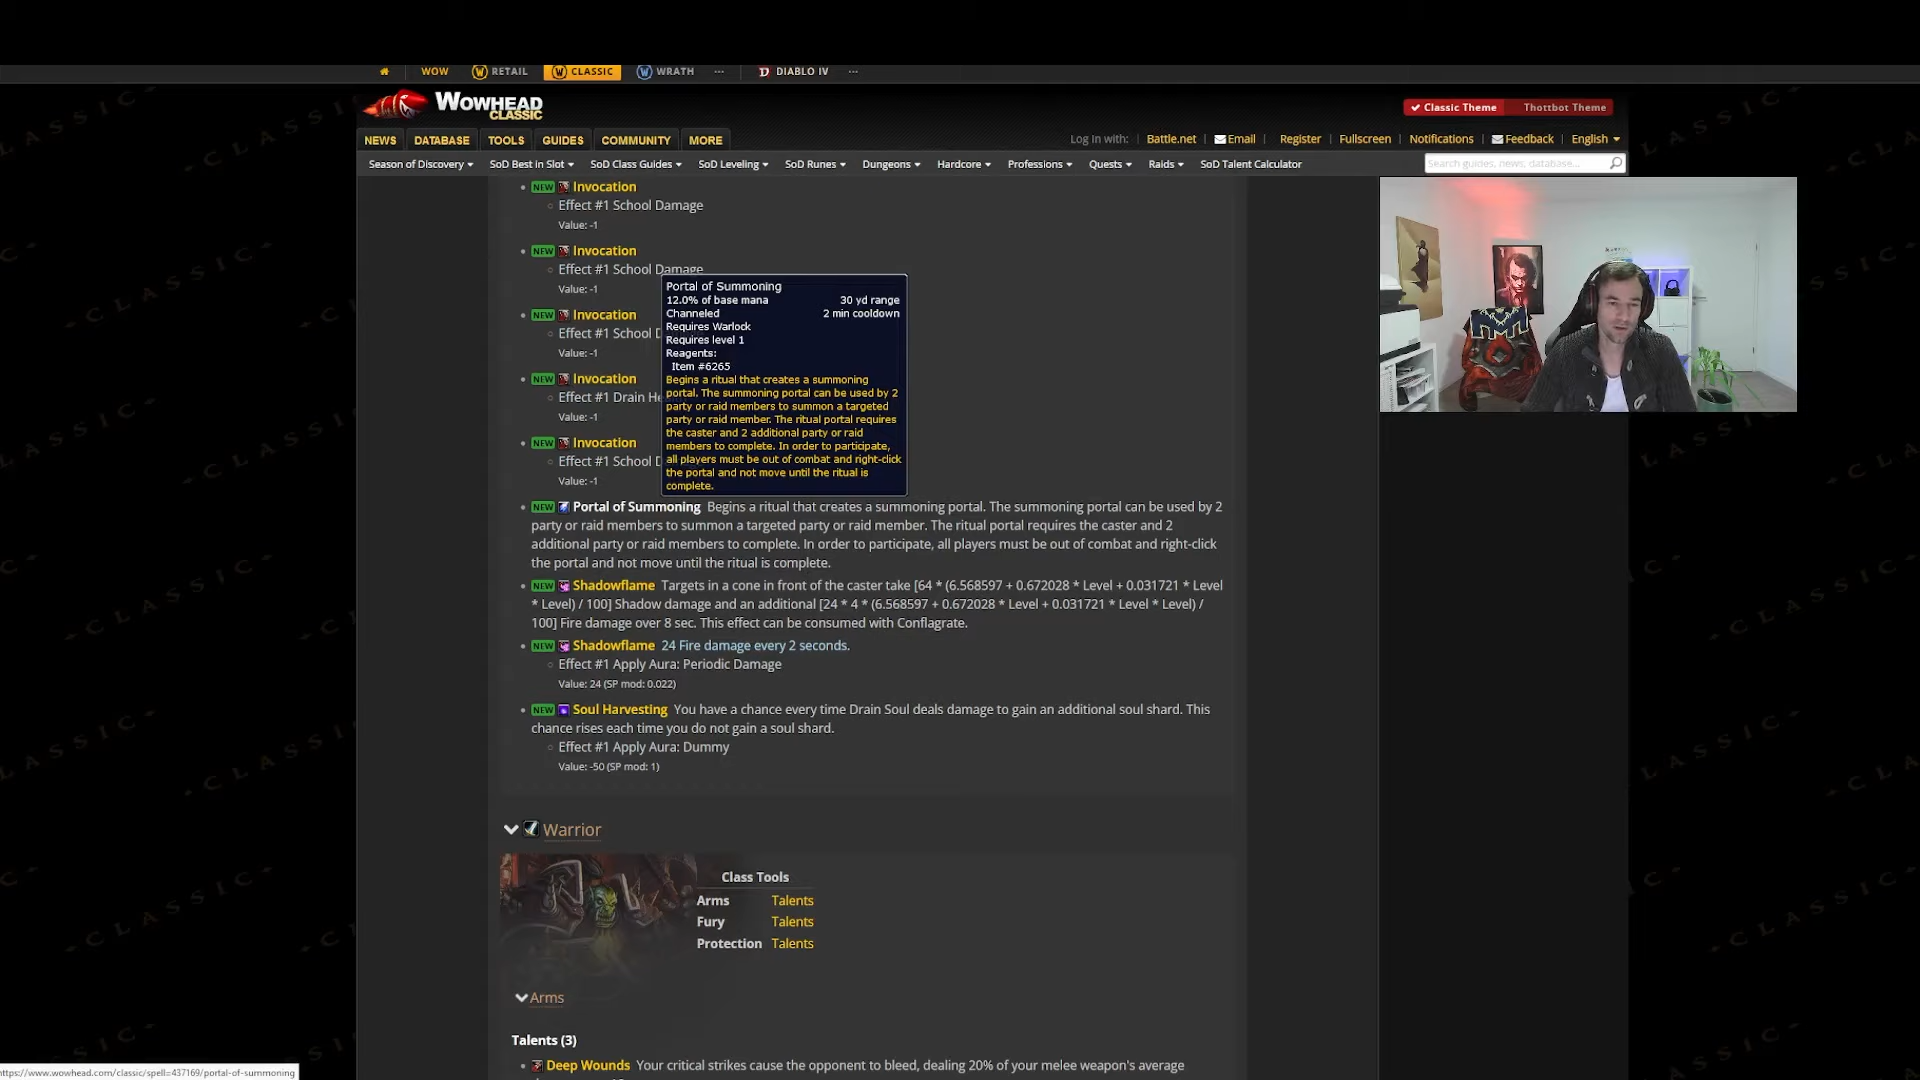 WOW RETAIL CLASSIC WRATH ... DIABLO IV ...
WOWHEAD
CLASSIC
Classic Theme Thottbot Theme
NEWS DATABASE TOOLS GUIDES COMMUNITY MORE
Log in with: Battle.net Email Register Fullscreen Notifications Feedback English
Season of Discovery SoD Best in Slot SoD Class Guides SoD Leveling SoD Runes Dungeons Hardcore Professions Quests Raids SoD Talent Calculator
Search guides, news, database...
NEW Invocation
Effect #1 School Damage
Value: -1
NEW Invocation
Effect #1 School Damage
Value: -1
NEW Invocation
Effect #1 School D
Value: -1
NEW Invocation
Effect #1 Drain He
Value: -1
NEW Invocation
Effect #1 School D
Value: -1
Portal of Summoning
12.0% of base mana 30 yd range
Channeled 2 min cooldown
Requires Warlock
Requires level 1
Reagents:
Item #6265
Begins a ritual that creates a summoning
portal. The summoning portal can be used by 2
party or raid members to summon a targeted
party or raid member. The ritual portal requires
the caster and 2 additional party or raid
members to complete. In order to participate,
all players must be out of combat and right-click
the portal and not move until the ritual is
complete.
NEW Portal of Summoning Begins a ritual that creates a summoning portal. The summoning portal can be used by 2
party or raid members to summon a targeted party or raid member. The ritual portal requires the caster and 2
additional party or raid members to complete. In order to participate, all players must be out of combat and right-click
the portal and not move until the ritual is complete.
NEW Shadowflame Targets in a cone in front of the caster take [64 * (6.568597 + 0.672028 * Level + 0.031721 * Level
* Level) / 100] Shadow damage and an additional [24 * 4 * (6.568597 + 0.672028 * Level + 0.031721 * Level * Level) /
100] Fire damage over 8 sec. This effect can be consumed with Conflagrate.
NEW Shadowflame 24 Fire damage every 2 seconds.
Effect #1 Apply Aura: Periodic Damage
Value: 24 (SP mod: 0.022)
NEW Soul Harvesting You have a chance every time Drain Soul deals damage to gain an additional soul shard. This
chance rises each time you do not gain a soul shard.
Effect #1 Apply Aura: Dummy
Value: -50 (SP mod: 1)
Warrior
Class Tools
Arms Talents
Fury Talents
Protection Talents
Arms
Talents (3)
Deep Wounds Your critical strikes cause the opponent to bleed, dealing 20% of your melee weapon's average
https://www.wowhead.com/classic/spell=437169/portal-of-summoning